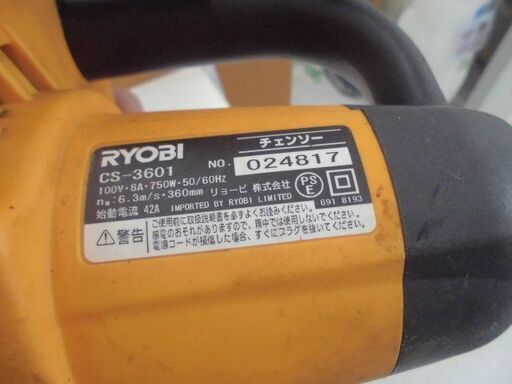 RYOBI チェンソー
CS-3601 NO. 024817
100V・8A・750W・50/60HZ
n₀:6.3m/s・360mm リョービ 株式会社
始動電流 42A IMPORTED BY RYOBI LIMITED
PS E
691 8193
警告
ご使用前に取扱説明書を必ずよくお読みください。
感電のおそれがありますので、雨中では使用しないでください。
電源コードが損傷した場合、すぐにプラグを抜いてください。